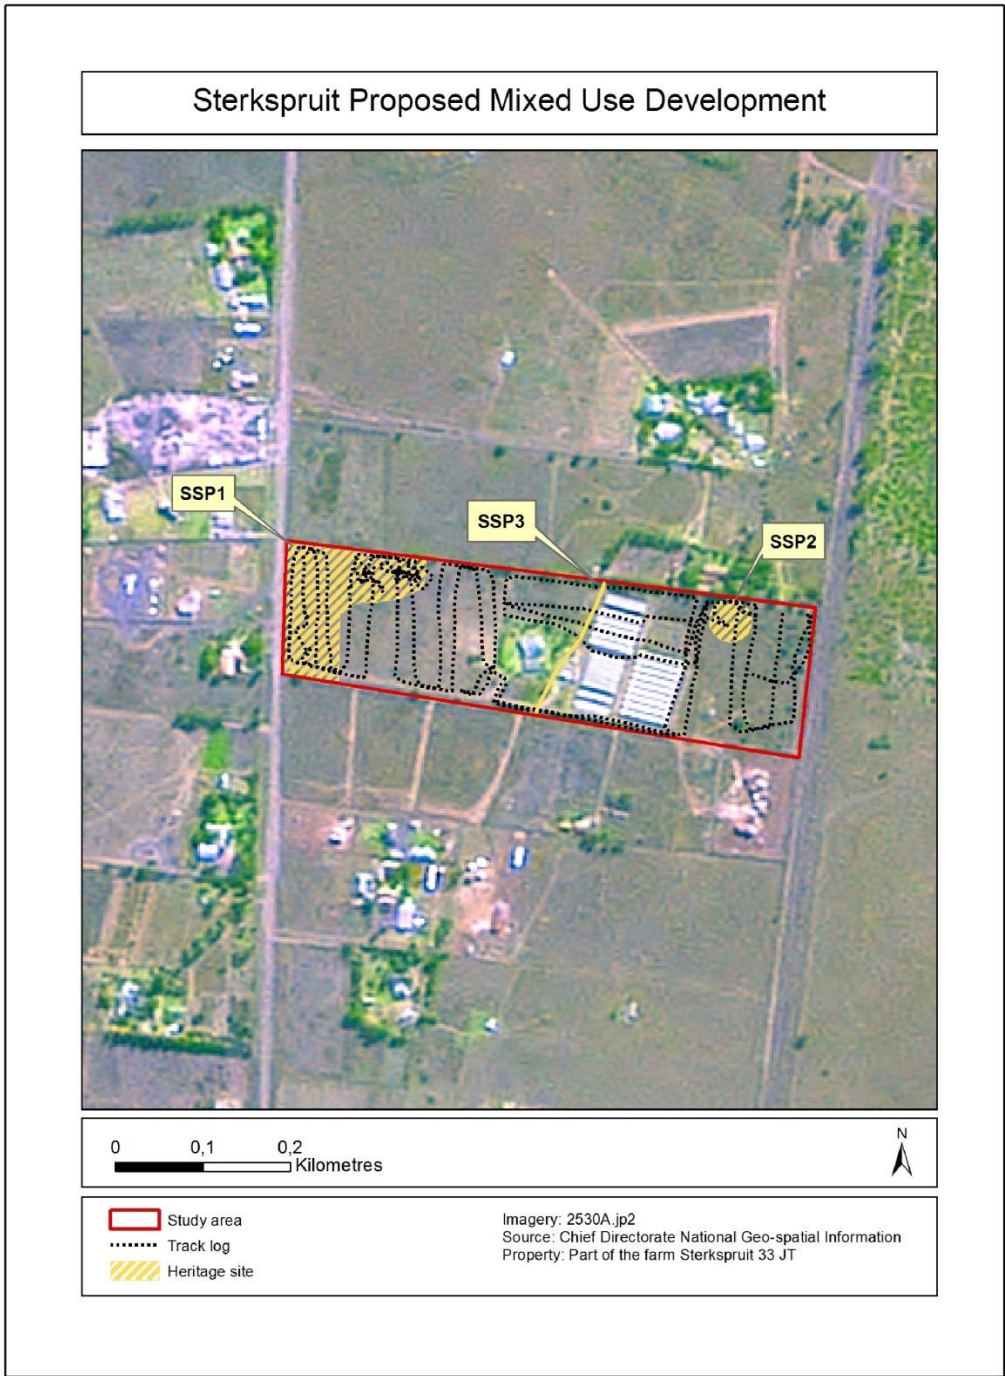 Sterkspruit Proposed Mixed Use Development
SSP1
SSP3
SSP2
0 0,1 0,2
Kilometres
N
Study area
Track log
Heritage site
Imagery: 2530A.jp2
Source: Chief Directorate National Geo-spatial Information
Property: Part of the farm Sterkspruit 33 JT